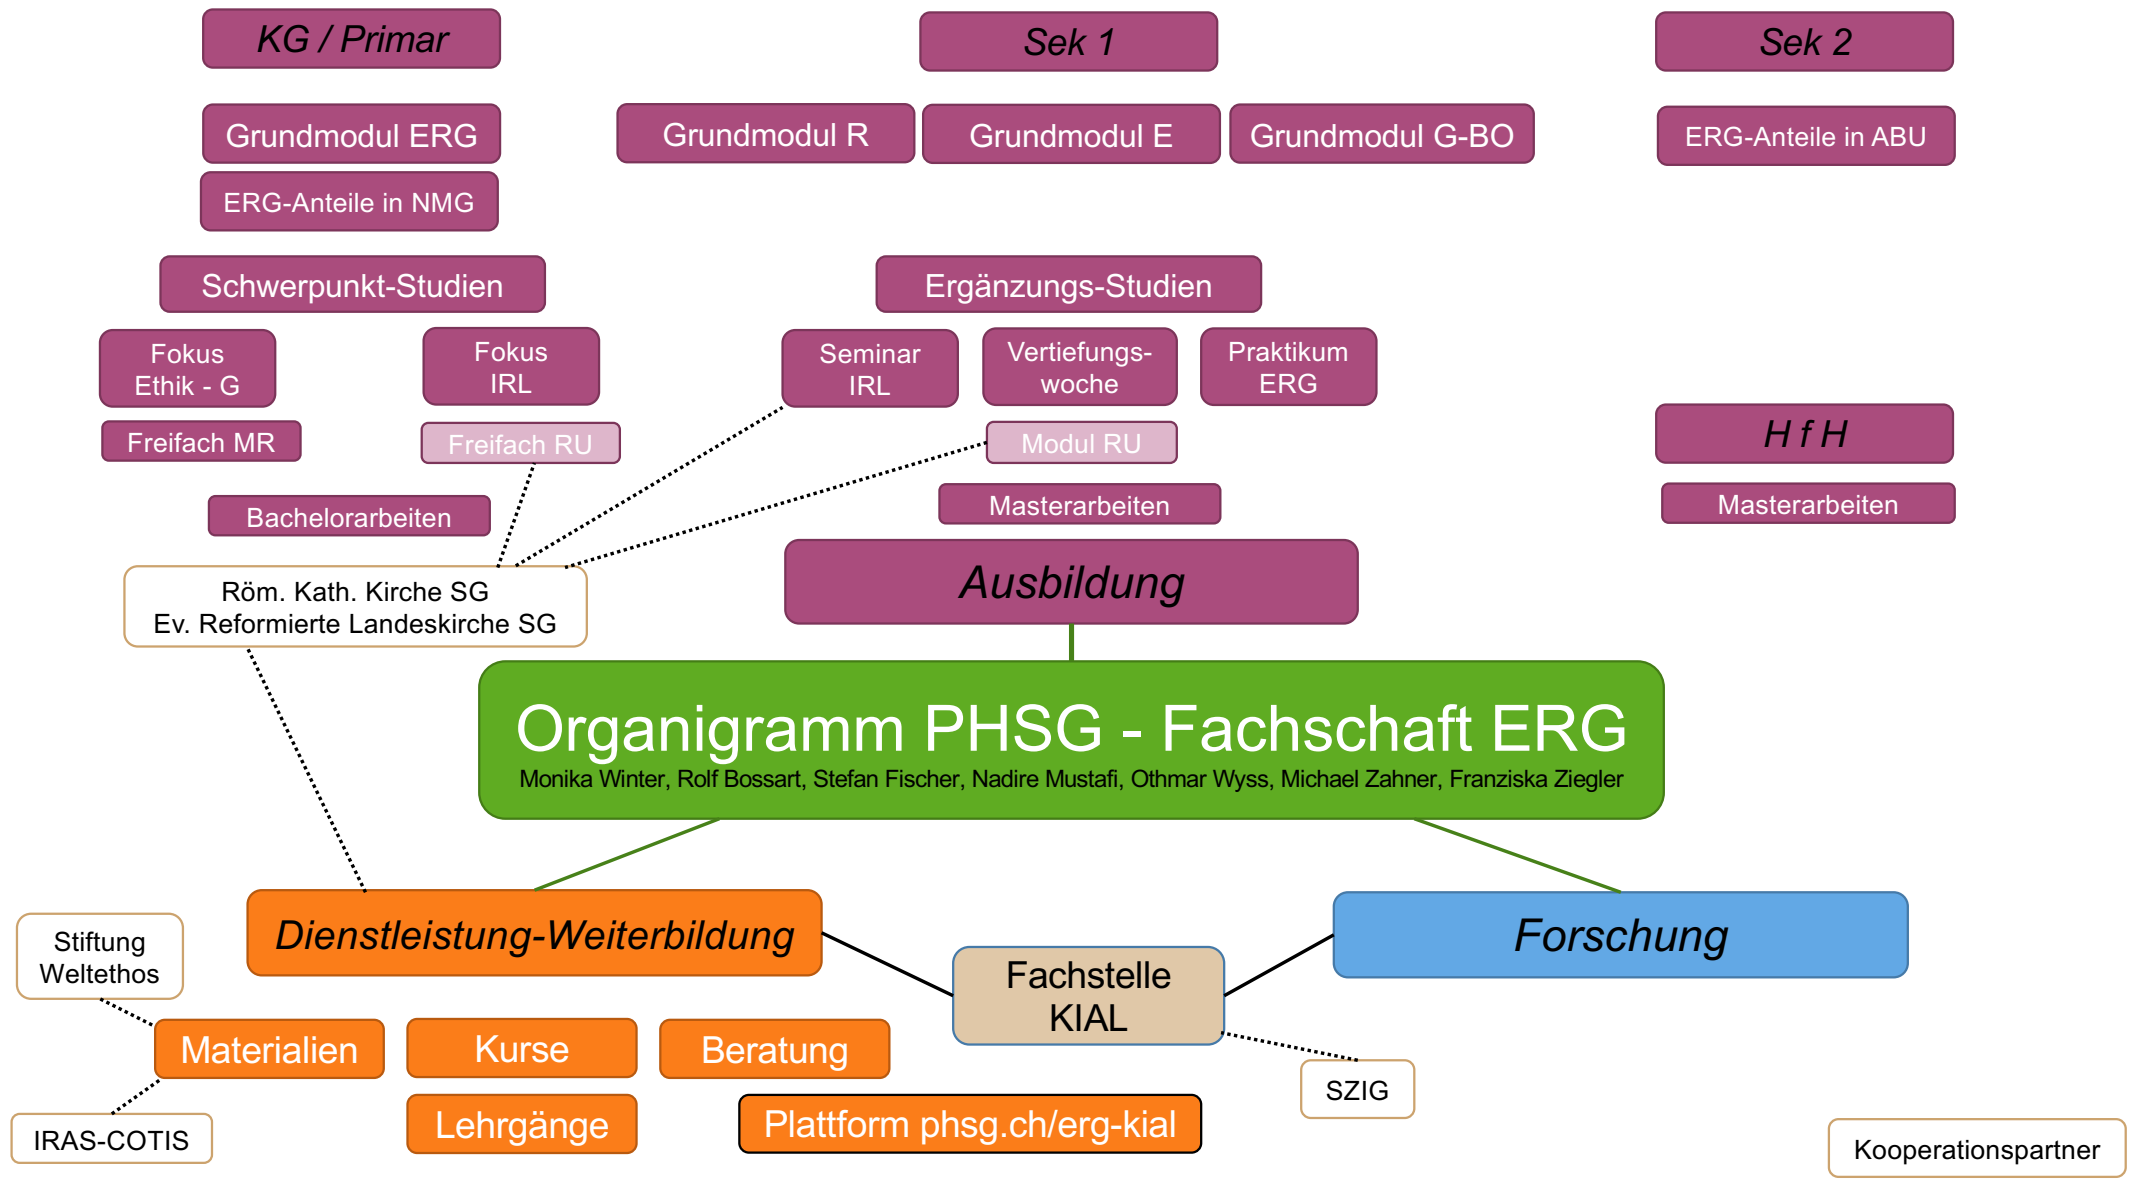 KG / Primar
Sek 1
Sek 2
Grundmodul ERG
Grundmodul R
Grundmodul E
Grundmodul G-BO
ERG-Anteile in ABU
ERG-Anteile in NMG
Schwerpunkt-Studien
Ergänzungs-Studien
Fokus
Ethik - G
Fokus
IRL
Seminar
IRL
Vertiefungs-
woche
Praktikum
ERG
Freifach MR
Freifach RU
Modul RU
H f H
Bachelorarbeiten
Masterarbeiten
Masterarbeiten
Röm. Kath. Kirche SG
Ev. Reformierte Landeskirche SG
Ausbildung
Organigramm PHSG - Fachschaft ERG
Monika Winter, Rolf Bossart, Stefan Fischer, Nadire Mustafi, Othmar Wyss, Michael Zahner, Franziska Ziegler
Dienstleistung-Weiterbildung
Forschung
Stiftung
Weltethos
Fachstelle
KIAL
Materialien
Kurse
Beratung
SZIG
IRAS-COTIS
Lehrgänge
Plattform phsg.ch/erg-kial
Kooperationspartner